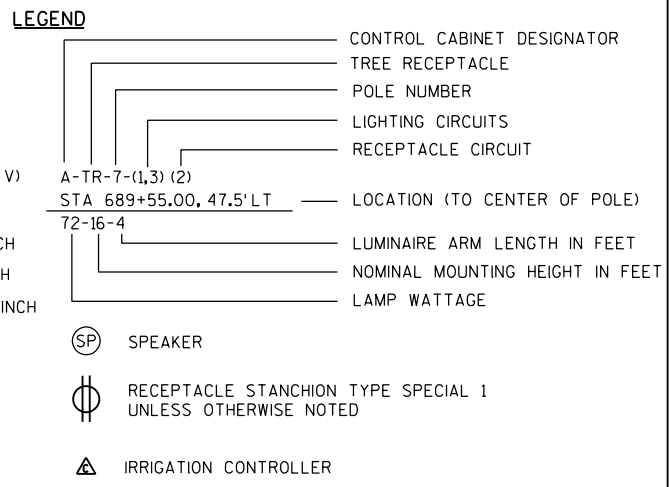 LEGEND
CONTROL CABINET DESIGNATOR
TREE RECEPTACLE
POLE NUMBER
LIGHTING CIRCUITS
RECEPTACLE CIRCUIT
V)
A-TR-7-(1,3) (2)
STA 689+55.00, 47.5' LT
LOCATION (TO CENTER OF POLE)
72-16-4
CH
LUMINAIRE ARM LENGTH IN FEET
H
NOMINAL MOUNTING HEIGHT IN FEET
INCH
LAMP WATTAGE
SP SPEAKER
RECEPTACLE STANCHION TYPE SPECIAL 1
UNLESS OTHERWISE NOTED
C IRRIGATION CONTROLLER